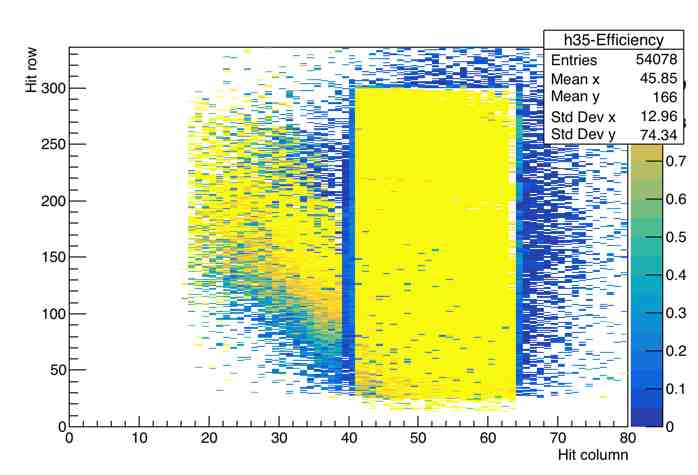 h35-Efficiency
Entries 54078
Mean x 45.85
Mean y 166
Std Dev x 12.96
Std Dev y 74.34
Hit row
300
250
200
150
100
50
0
0 10 20 30 40 50 60 70 80
Hit column
0.7
0.6
0.5
0.4
0.3
0.2
0.1
0